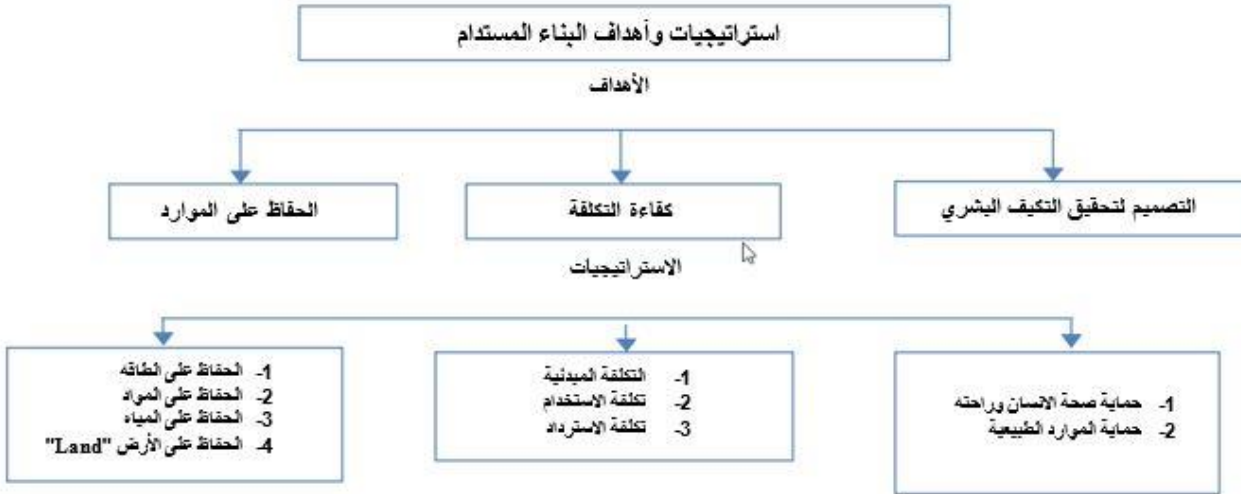 استراتيجيات وأهداف البناء المستدام
الأهداف
التصميم لتحقيق التكيف البشري
كفاءة التكلفة
الحفاظ على الموارد
الاستراتيجيات
1- حماية صحة الانسان وراحته
2- حماية الموارد الطبيعية
1- التكلفة المبدئية
2- تكلفة الاستخدام
3- تكلفة الاسترداد
1- الحفاظ على الطاقه
2- الحفاظ على المواد
3- الحفاظ على المياه
4- الحفاظ على الأرض "Land"